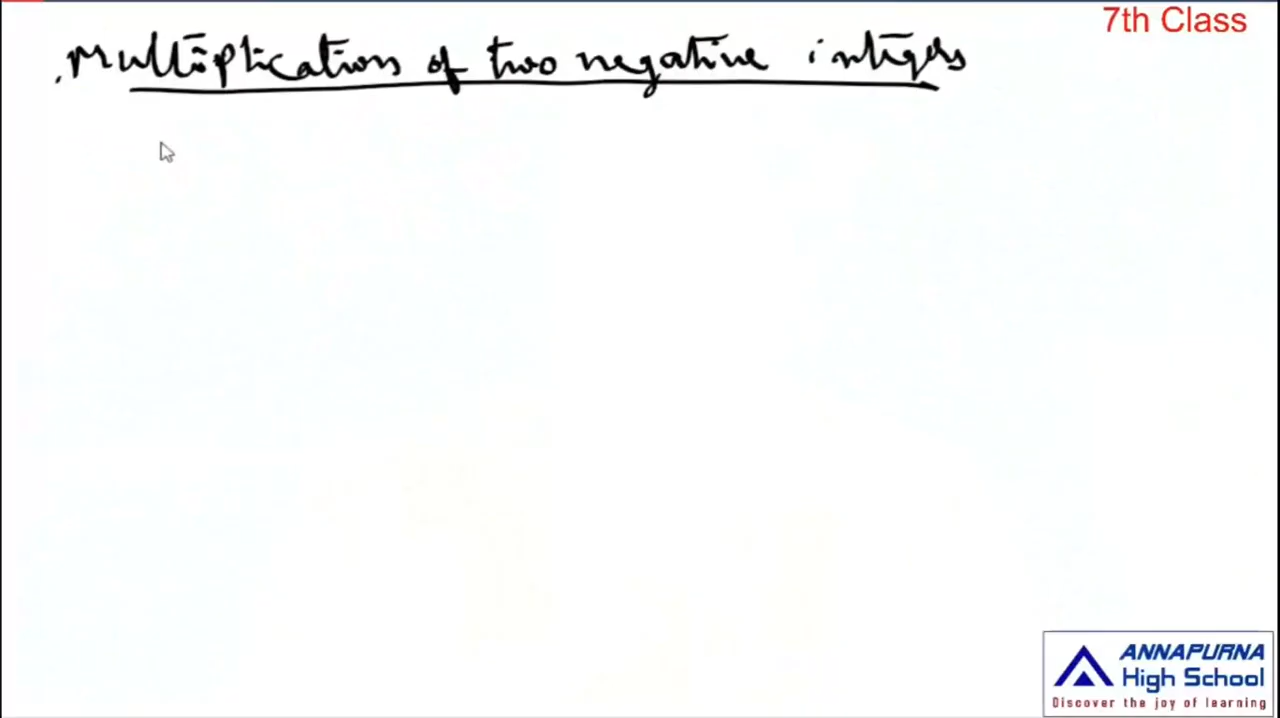 7th Class
Multiplication of two negative integers
ANNAPURNA
High School
Discover the joy of learning